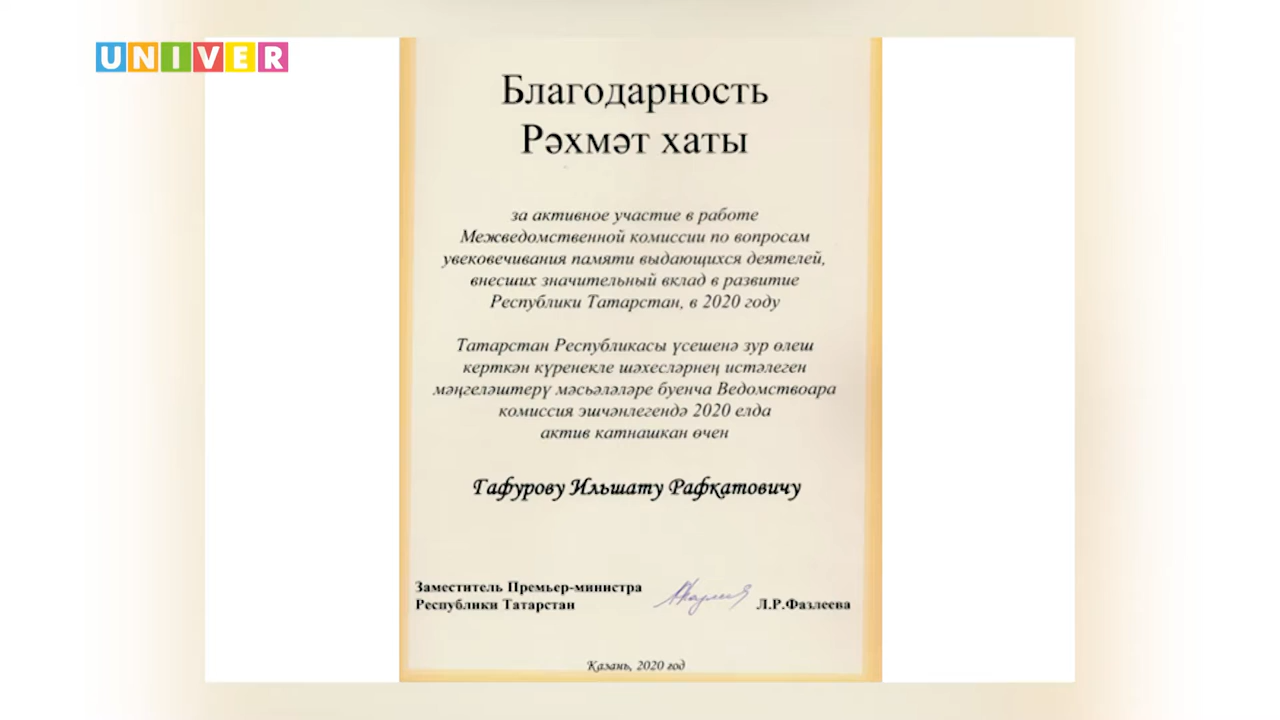 UNIVER
Благодарность
Рәхмәт хаты
за активное участие в работе
Межведомственной комиссии по вопросам
увековечивания памяти выдающихся деятелей,
внесших значительный вклад в развитие
Республики Татарстан, в 2020 году
Татарстан Республикасы үсешенә зур өлеш
керткән күренекле шәхесләрнең истәлеген
мәңгеләштерү мәсьәләләре буенча Ведомствоара
комиссия эшчәнлегендә 2020 елда
актив катнашкан өчен
Гафурову Ильшату Рафкатовичу
Заместитель Премьер-министра
Республики Татарстан
Л.Р.Фазлеева
Казань, 2020 год